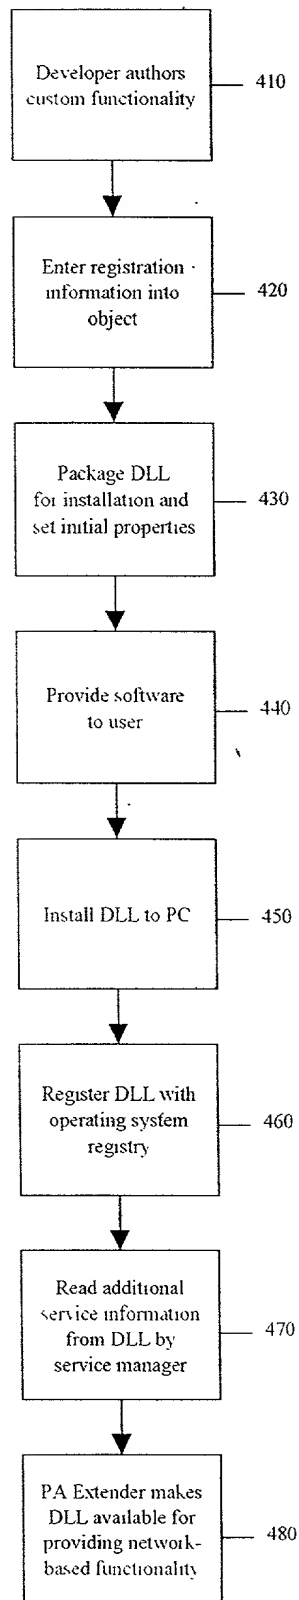 Developer authors
custom functionality
410
Enter registration
information into
object
420
Package DLL
for installation and
set initial properties
430
Provide software
to user
440
Install DLL to PC
450
Register DLL with
operating system
registry
460
Read additional
service information
from DLL by
service manager
470
PA Extender makes
DLL available for
providing network-
based functionality
480